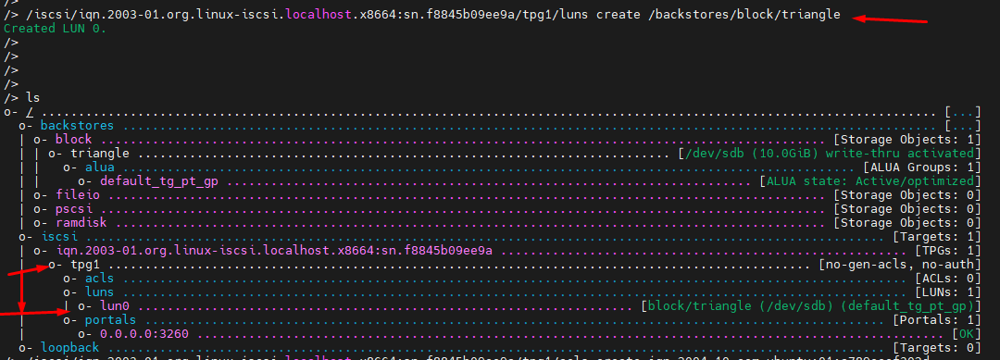 />
/> /iscsi/iqn.2003-01.org.linux-iscsi.localhost.x8664:sn.f8845b09ee9a/tpg1/luns create /backstores/block/triangle
Created LUN 0.
/>
/>
/>
/>
/> ls
o- / ........................................................................................................................ [...]
o- backstores ............................................................................................................. [...]
| o- block ................................................................................................. [Storage Objects: 1]
| | o- triangle ....................................................................... [/dev/sdb (10.0GiB) write-thru activated]
| | o- alua .................................................................................................. [ALUA Groups: 1]
| | o- default_tg_pt_gp ...................................................................... [ALUA state: Active/optimized]
| o- fileio ................................................................................................ [Storage Objects: 0]
| o- pscsi ................................................................................................. [Storage Objects: 0]
| o- ramdisk ............................................................................................... [Storage Objects: 0]
o- iscsi ........................................................................................................... [Targets: 1]
| o- iqn.2003-01.org.linux-iscsi.localhost.x8664:sn.f8845b09ee9a ..................................................... [TPGs: 1]
| o- tpg1 .............................................................................................. [no-gen-acls, no-auth]
| o- acls ......................................................................................................... [ACLs: 0]
| o- luns ......................................................................................................... [LUNs: 1]
| | o- lun0 ................................................................. [block/triangle (/dev/sdb) (default_tg_pt_gp)]
| o- portals ................................................................................................... [Portals: 1]
| o- 0.0.0.0:3260 ................................................................................................... [OK]
o- loopback ........................................................................................................ [Targets: 0]